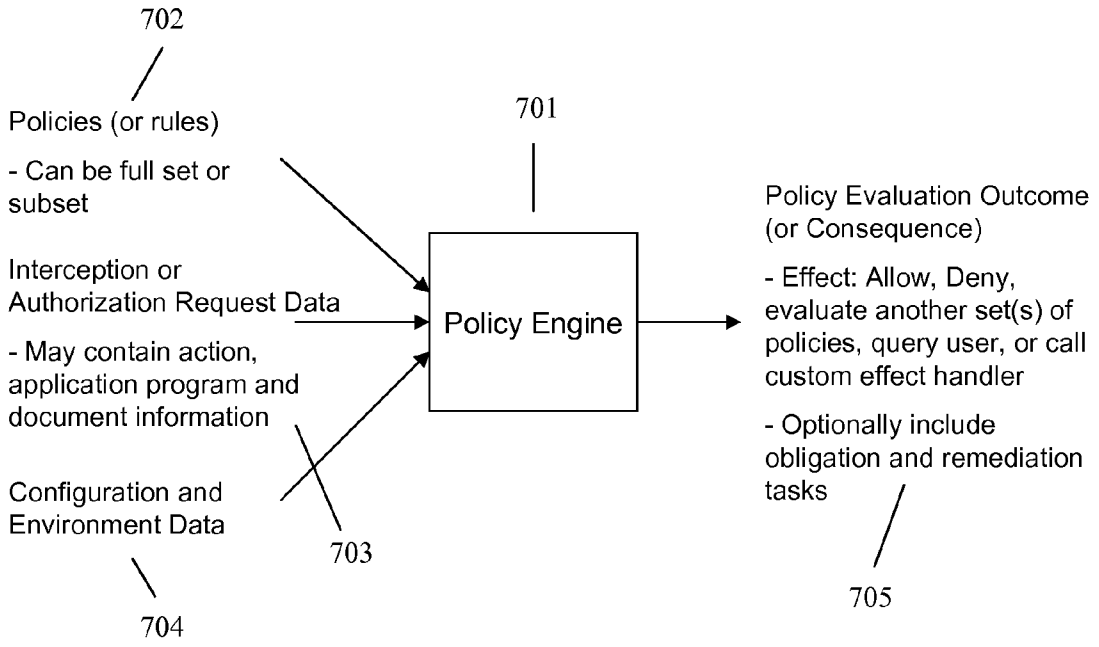 702
Policies (or rules)
- Can be full set or
subset
Interception or
Authorization Request Data
- May contain action,
application program and
document information
Configuration and
Environment Data
703
704
701
Policy Engine
Policy Evaluation Outcome
(or Consequence)
- Effect: Allow, Deny,
evaluate another set(s) of
policies, query user, or call
custom effect handler
- Optionally include
obligation and remediation
tasks
705